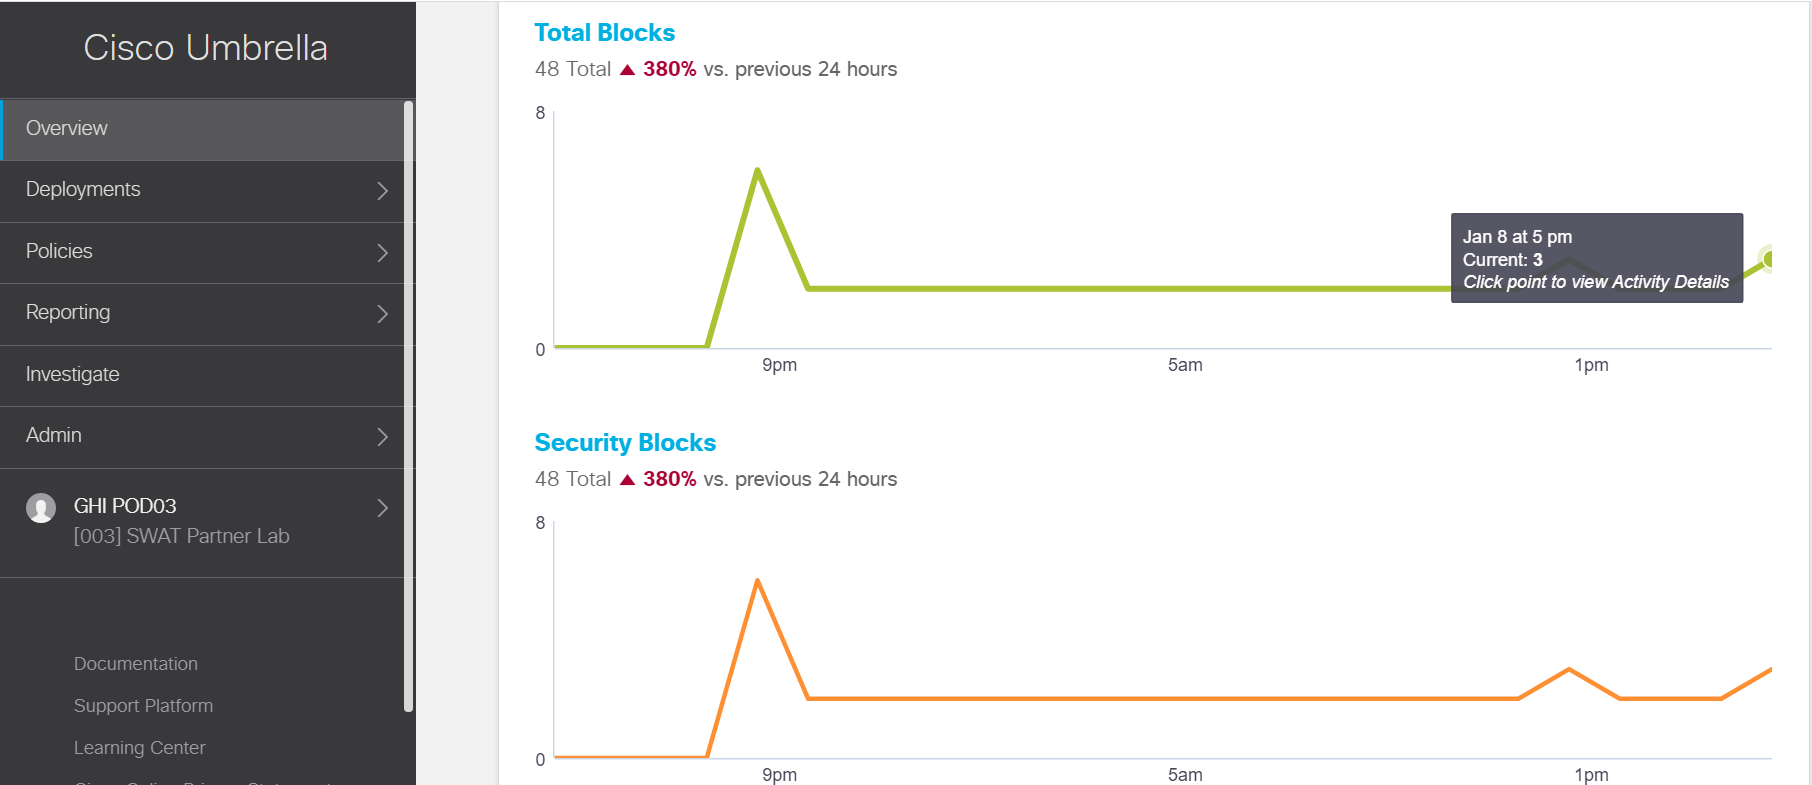 Cisco Umbrella
Overview
Deployments
Policies
Reporting
Investigate
Admin
GHI POD03
[003] SWAT Partner Lab
Documentation
Support Platform
Learning Center
Total Blocks
48 Total ▲ 380% vs. previous 24 hours
8
Jan 8 at 5 pm
Current: 3
Click point to view Activity Details
0
9pm 5am 1pm
Security Blocks
48 Total ▲ 380% vs. previous 24 hours
8
0
9pm 5am 1pm